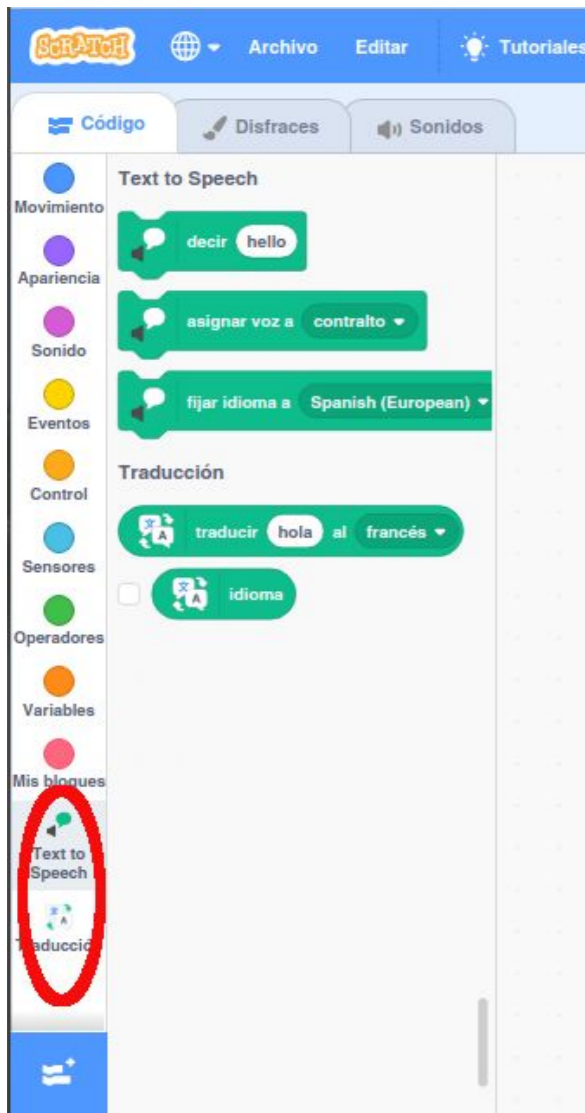 SCRATCH Archivo Editar Tutoriales
Código Disfraces Sonidos
Movimiento
Apariencia
Sonido
Eventos
Control
Sensores
Operadores
Variables
Mis bloques
Text to
Speech
Traducción
Text to Speech
decir hello
asignar voz a contralto
fijar idioma a Spanish (European)
Traducción
traducir hola al francés
idioma